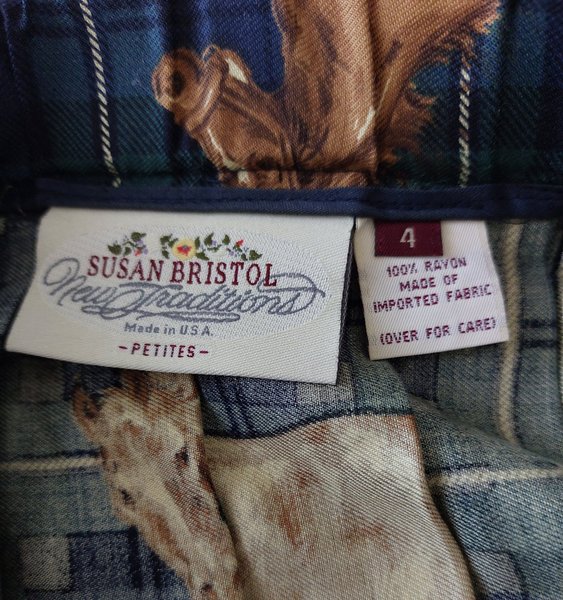 SUSAN BRISTOL
New Traditions
Made in U.S.A.
-PETITES-
4
100% RAYON
MADE OF
IMPORTED FABRIC
(OVER FOR CARE)